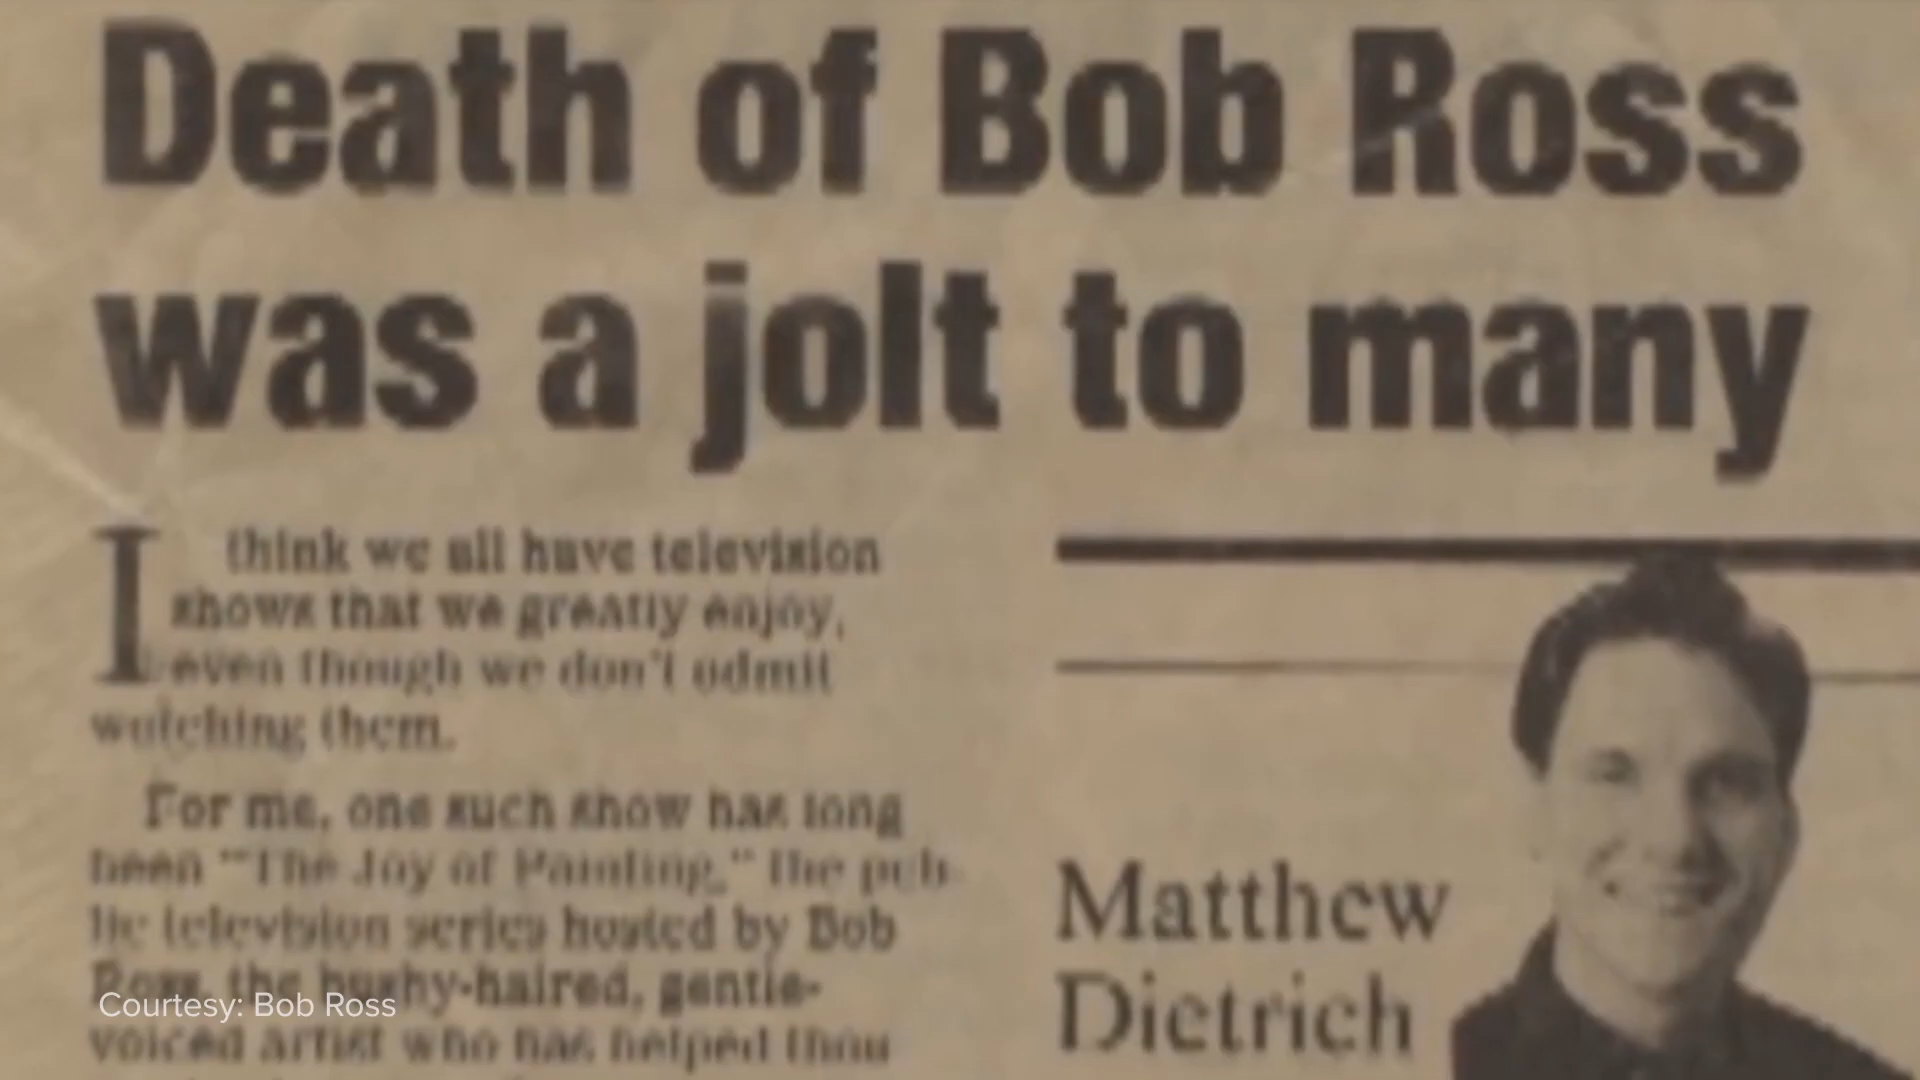 Death of Bob Ross
was a jolt to many
I think we all have television
shows that we greatly enjoy,
even though we don't admit
watching them.
For me, one such show has long
been "The Joy of Painting," the pub-
lic television series hosted by Bob
Ross, the bushy-haired, gentle-
voiced artist who has helped thou
Matthew
Dietrich
Courtesy: Bob Ross